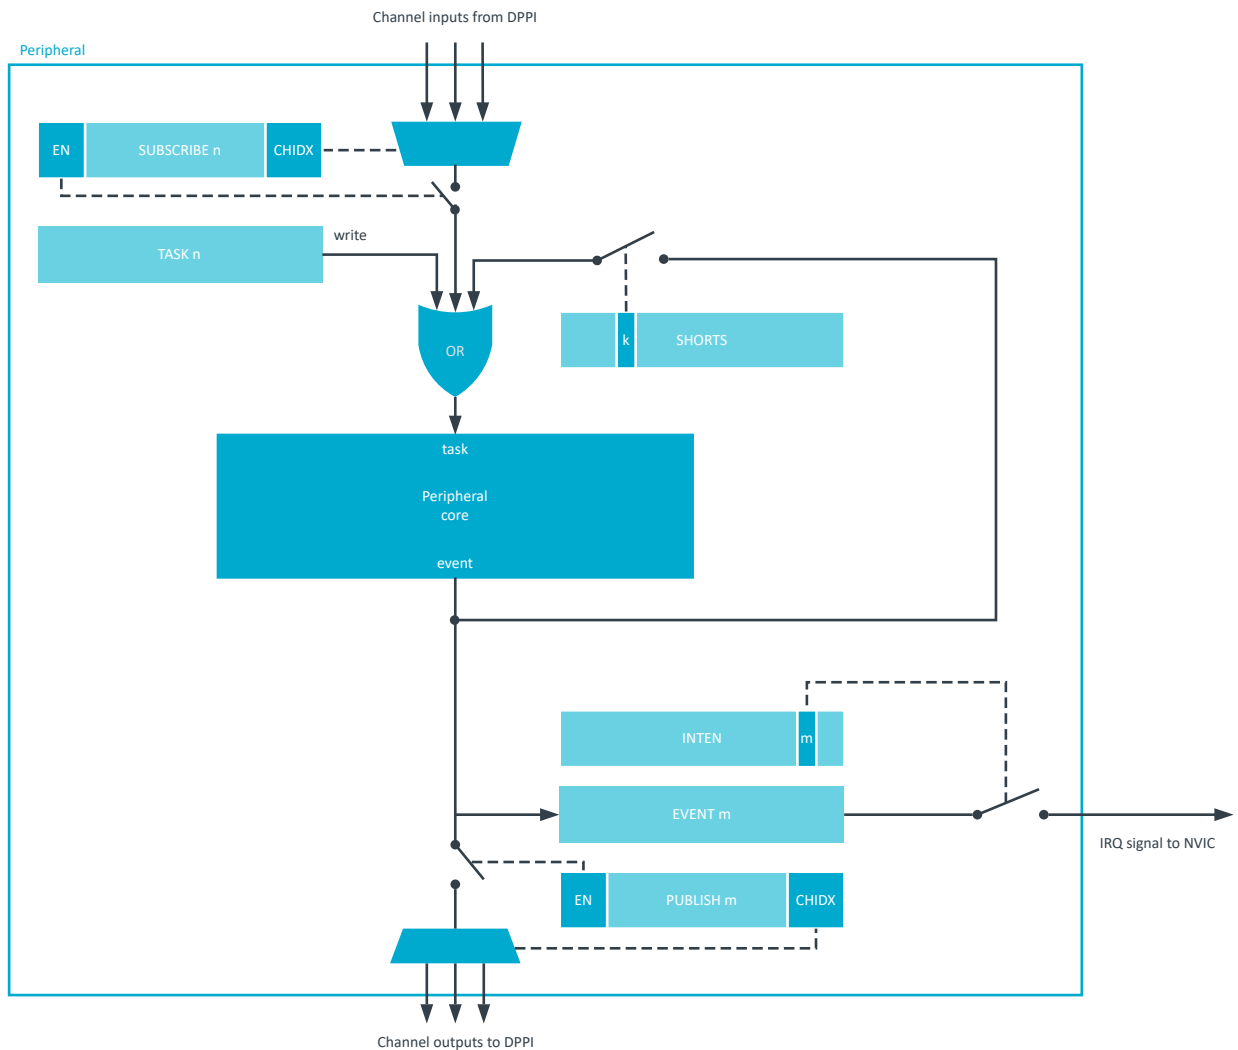 Channel inputs from DPPI
Peripheral
EN
SUBSCRIBE n
CHIDX
write
TASK n
k
SHORTS
OR
task
Peripheral
core
event
INTEN
m
EVENT m
IRQ signal to NVIC
EN
PUBLISH m
CHIDX
Channel outputs to DPPI